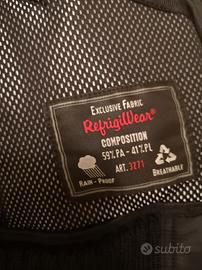 EXCLUSIVE FABRIC
RefrigiWear®
COMPOSITION
59% PA - 41% PL
ART. 3271
RAIN - PROOF
BREATHABLE
subito